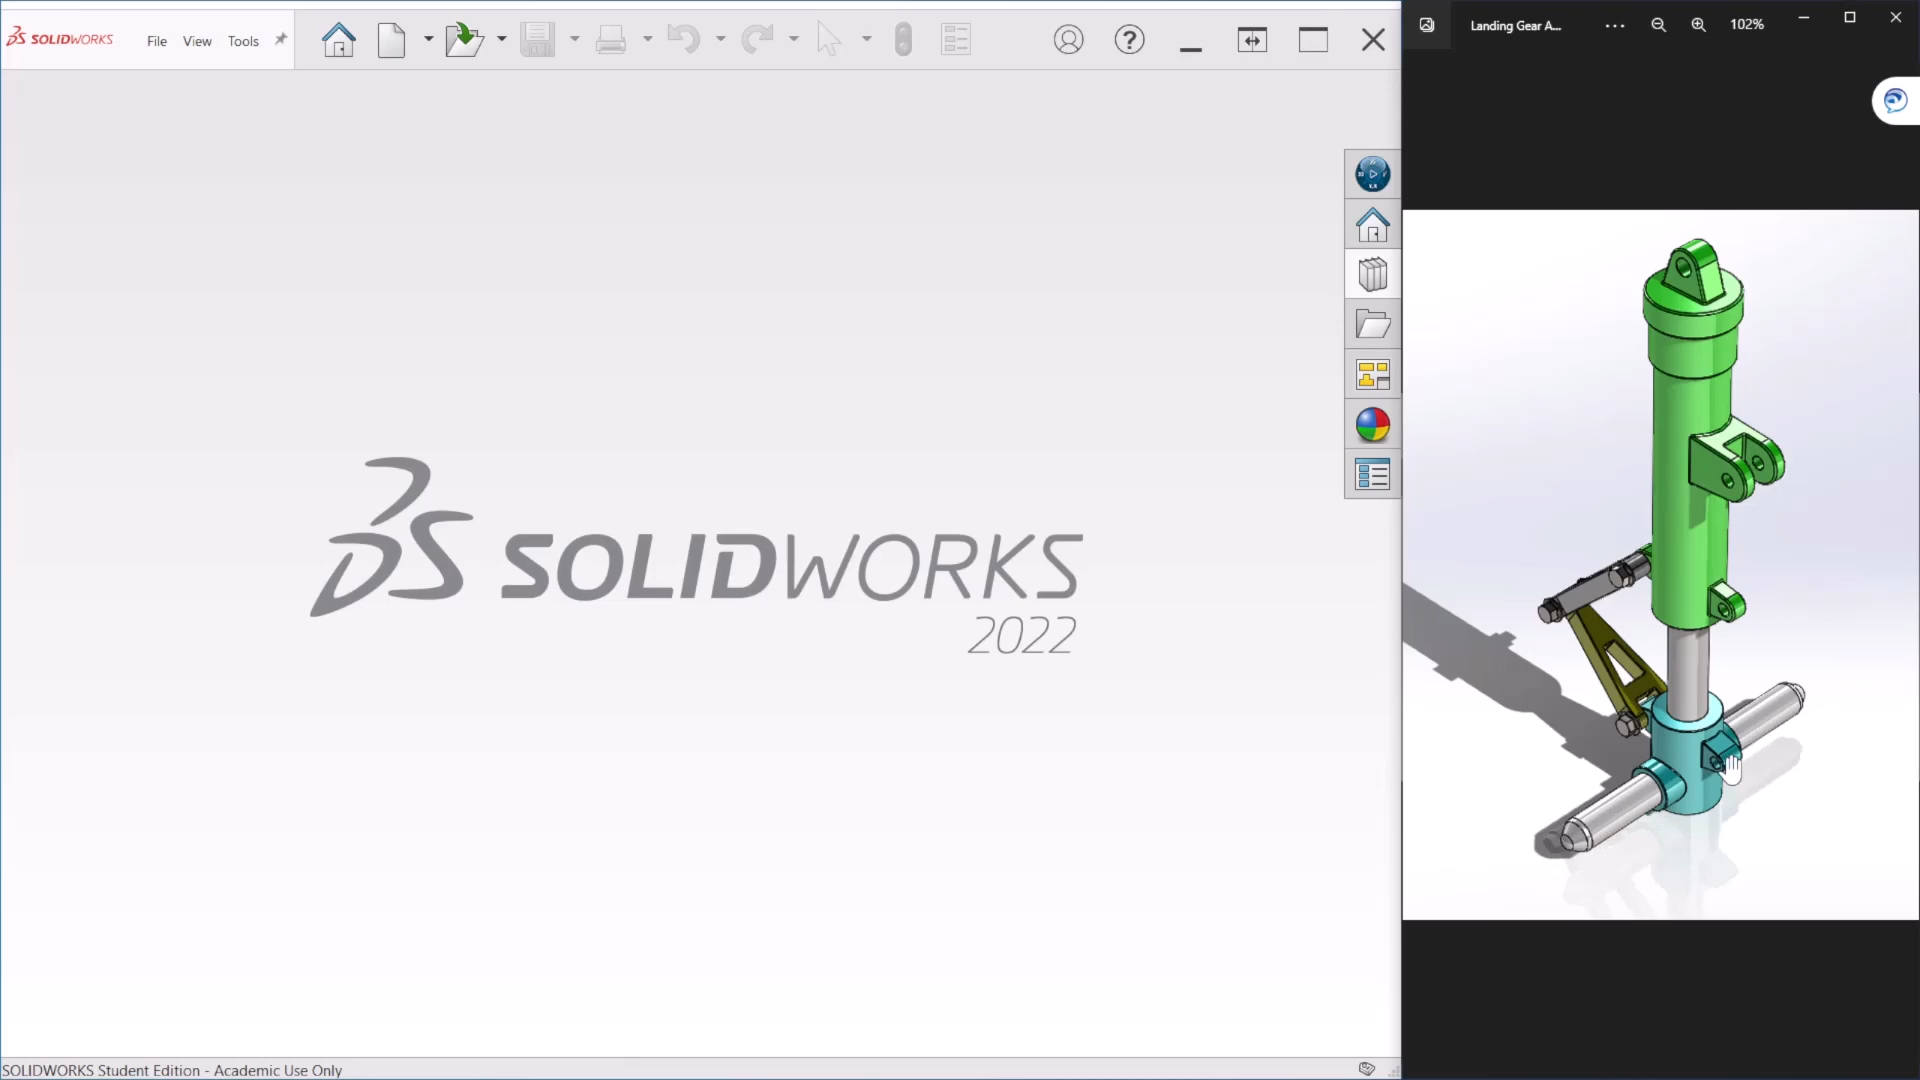 SOLIDWORKS File View Tools
Landing Gear A... 102%
SOLIDWORKS
2022
SOLIDWORKS Student Edition - Academic Use Only